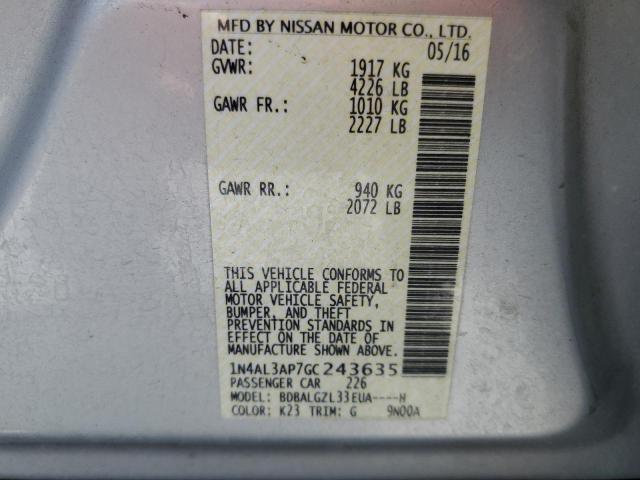 MFD BY NISSAN MOTOR CO., LTD.
DATE: 05/16
GVWR: 1917 KG
4226 LB
GAWR FR.: 1010 KG
2227 LB
GAWR RR.: 940 KG
2072 LB
THIS VEHICLE CONFORMS TO
ALL APPLICABLE FEDERAL
MOTOR VEHICLE SAFETY,
BUMPER, AND THEFT
PREVENTION STANDARDS IN
EFFECT ON THE DATE OF
MANUFACTURE SHOWN ABOVE.
1N4AL3AP7GC243635
PASSENGER CAR 226
MODEL: BDBALGZL33EUA----H
COLOR: K23 TRIM: G 9N00A